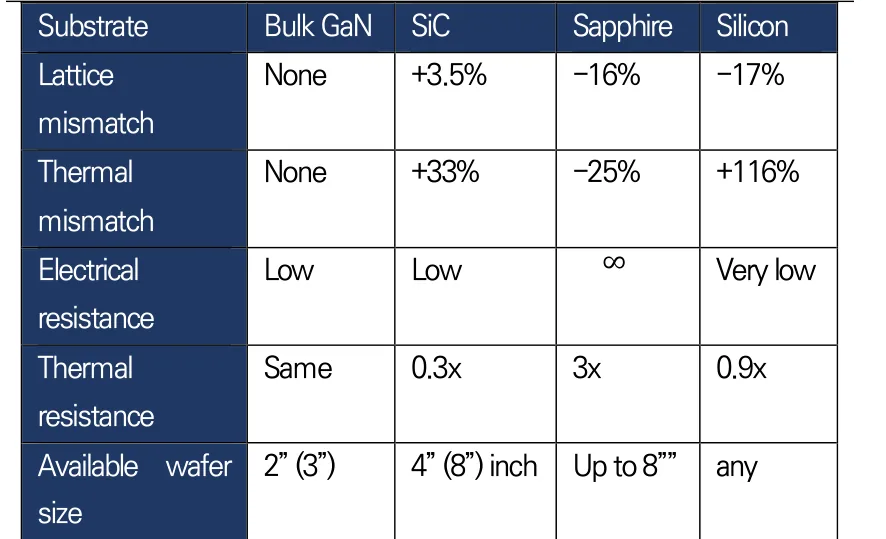 Substrate Bulk GaN SiC Sapphire Silicon
Lattice mismatch None +3.5% −16% −17%
Thermal mismatch None +33% −25% +116%
Electrical resistance Low Low ∞ Very low
Thermal resistance Same 0.3x 3x 0.9x
Available wafer size 2” (3”) 4” (8”) inch Up to 8”” any